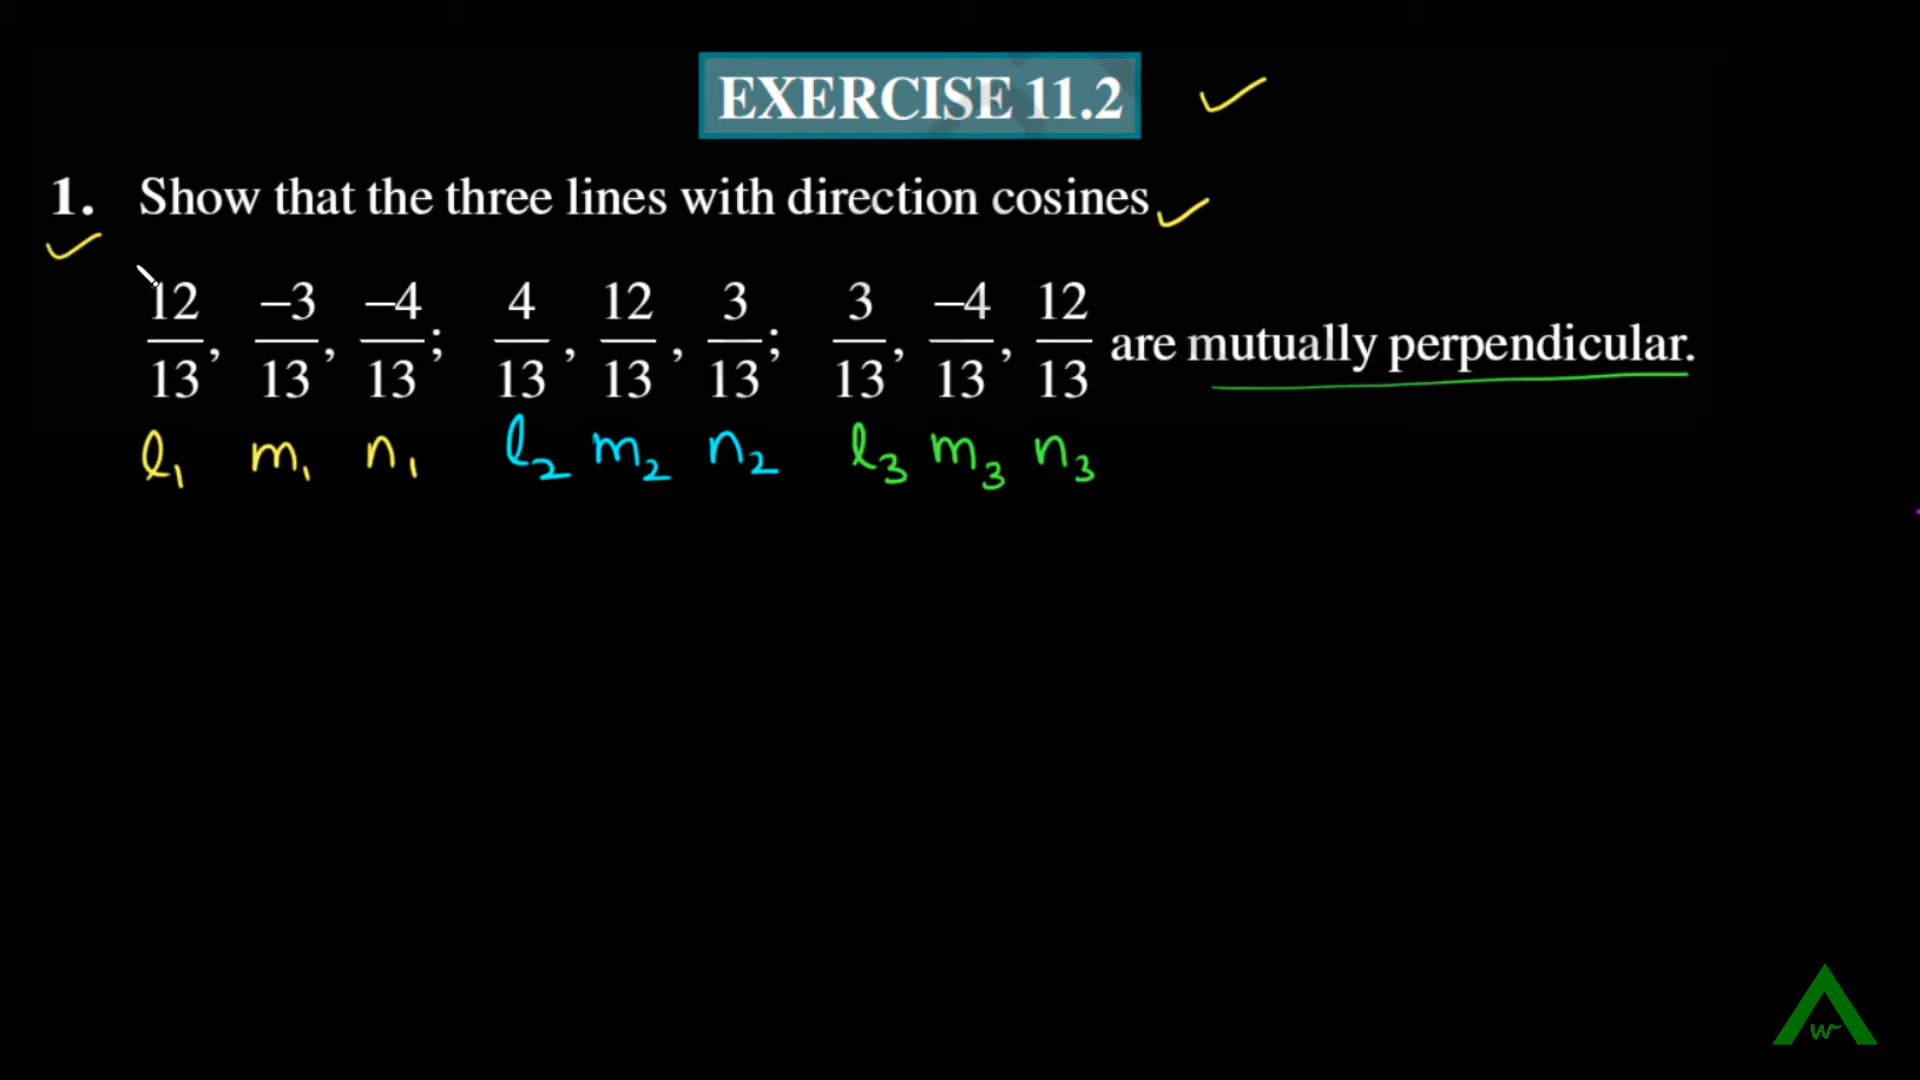 EXERCISE 11.2
1. Show that the three lines with direction cosines
12/13, –3/13, –4/13; 4/13, 12/13, 3/13; 3/13, –4/13, 12/13 are mutually perpendicular.
l₁ m₁ n₁ l₂ m₂ n₂ l₃ m₃ n₃
w